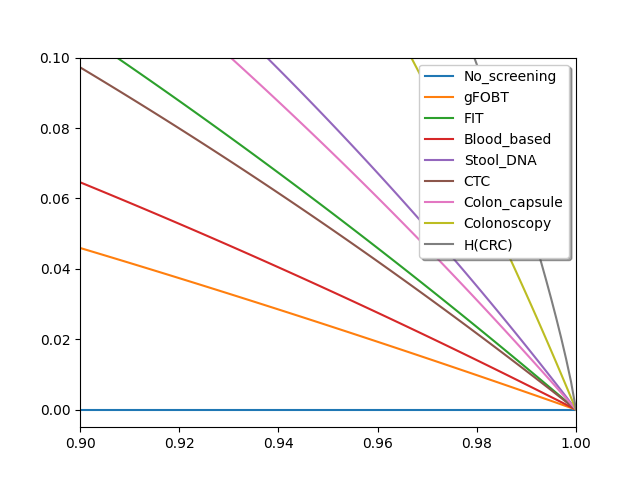 0.10
0.08
0.06
0.04
0.02
0.00
0.90 0.92 0.94 0.96 0.98 1.00
No_screening
gFOBT
FIT
Blood_based
Stool_DNA
CTC
Colon_capsule
Colonoscopy
H(CRC)